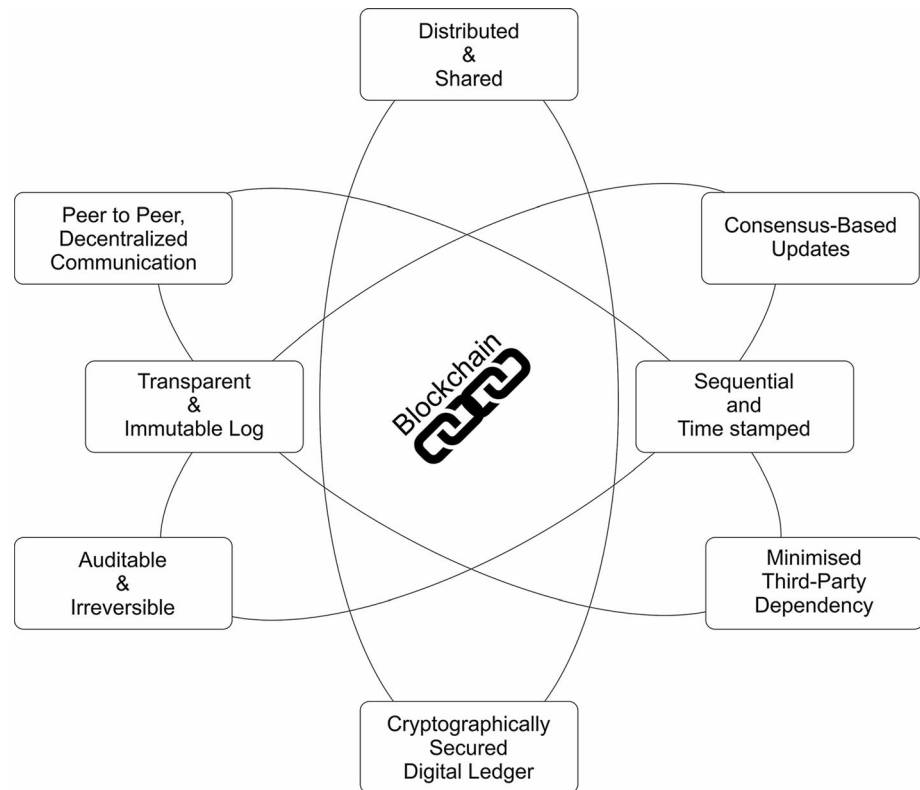 Distributed
&
Shared
Peer to Peer,
Decentralized
Communication
Consensus-Based
Updates
Transparent
&
Immutable Log
Blockchain
Sequential
and
Time stamped
Auditable
&
Irreversible
Minimised
Third-Party
Dependency
Cryptographically
Secured
Digital Ledger